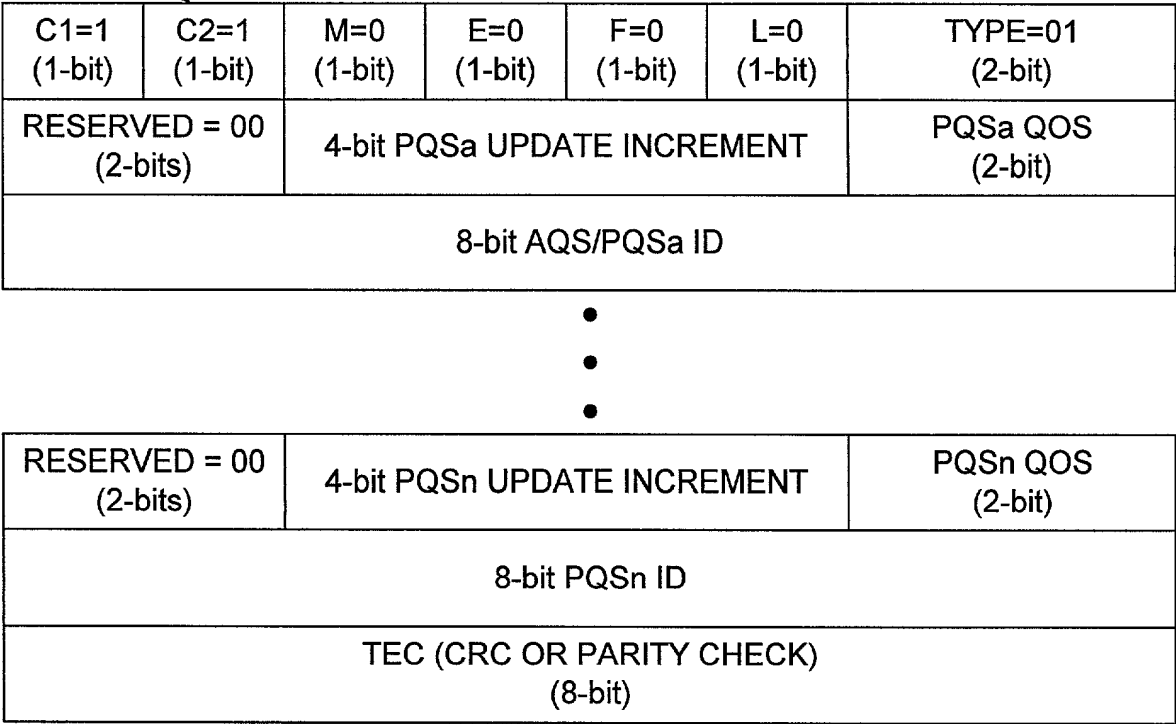 C1=1 C2=1 M=0 E=0 F=0 L=0 TYPE=01
(1-bit) (1-bit) (1-bit) (1-bit) (1-bit) (1-bit) (2-bit)
RESERVED = 00 4-bit PQSa UPDATE INCREMENT PQSa QOS
(2-bits) (2-bit)
8-bit AQS/PQSa ID
RESERVED = 00 4-bit PQSn UPDATE INCREMENT PQSn QOS
(2-bits) (2-bit)
8-bit PQSn ID
TEC (CRC OR PARITY CHECK)
(8-bit)